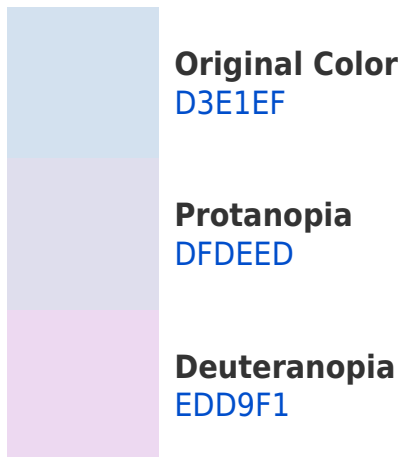 Original Color
D3E1EF
Protanopia
DFDEED
Deuteranopia
EDD9F1